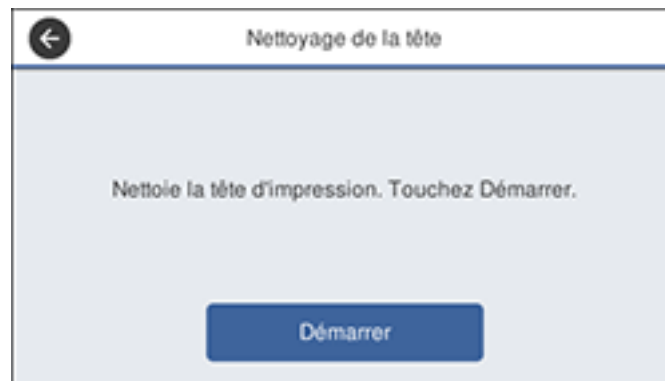 Nettoyage de la tête
Nettoie la tête d'impression. Touchez Démarrer.
Démarrer